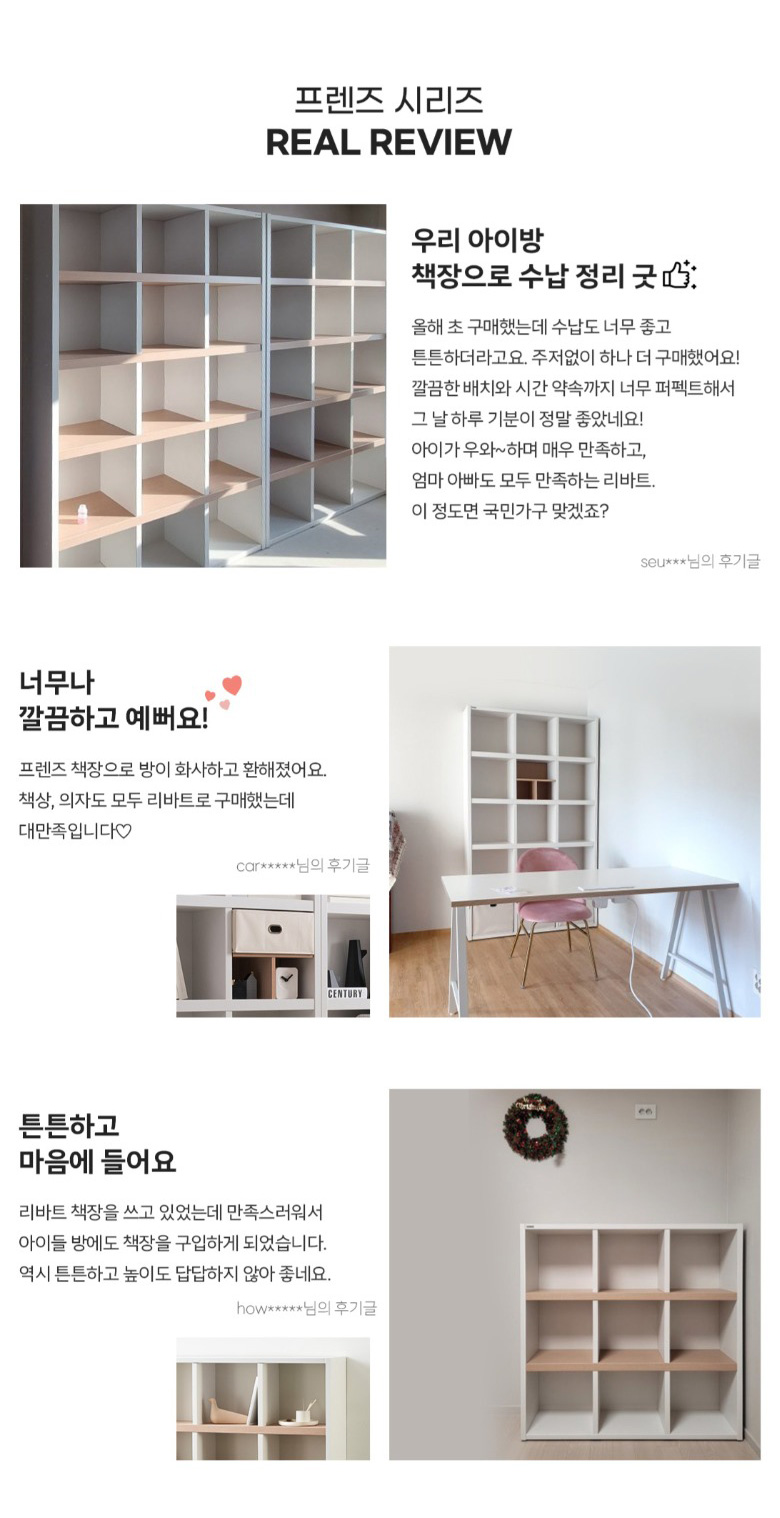 프렌즈 시리즈
REAL REVIEW
우리 아이방
책장으로 수납 정리 굿
올해 초 구매했는데 수납도 너무 좋고
튼튼하더라고요. 주저없이 하나 더 구매했어요!
깔끔한 배치와 시간 약속까지 너무 퍼펙트해서
그 날 하루 기분이 정말 좋았네요!
아이가 우와~하며 매우 만족하고,
엄마 아빠도 모두 만족하는 리바트.
이 정도면 국민가구 맞겠죠?
seu***님의 후기글
너무나
깔끔하고 예뻐요!
프렌즈 책장으로 방이 화사하고 환해졌어요.
책상, 의자도 모두 리바트로 구매했는데
대만족입니다♡
car*****님의 후기글
CENTURY
튼튼하고
마음에 들어요
리바트 책장을 쓰고 있었는데 만족스러워서
아이들 방에도 책장을 구입하게 되었습니다.
역시 튼튼하고 높이도 답답하지 않아 좋네요.
how*****님의 후기글